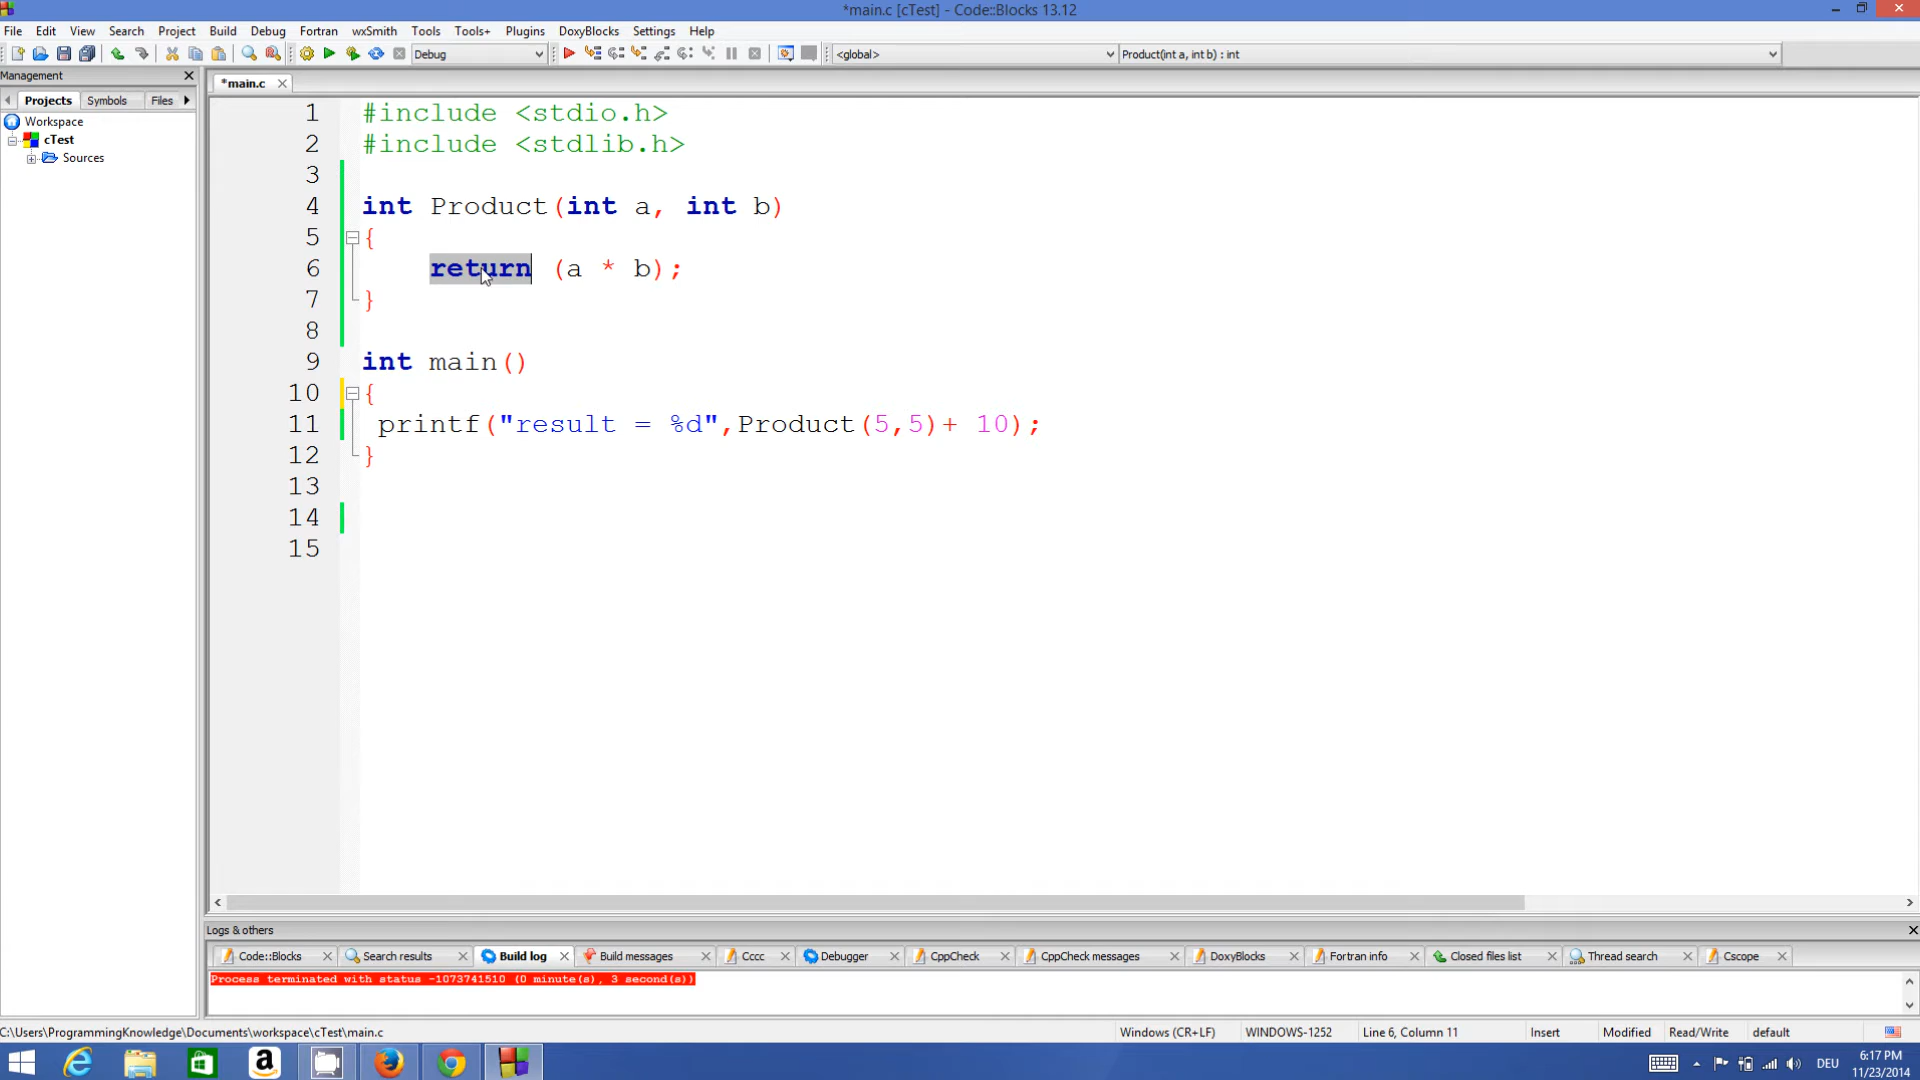 *main.c [cTest] - Code::Blocks 13.12
File Edit View Search Project Build Debug Fortran wxSmith Tools Tools+ Plugins DoxyBlocks Settings Help
Debug <global> Product(int a, int b) : int
Management
*main.c
Projects Symbols Files
Workspace
cTest
Sources
1 #include <stdio.h>
2 #include <stdlib.h>
3
4 int Product(int a, int b)
5 {
6 return (a * b);
7 }
8
9 int main()
10 {
11 printf("result = %d",Product(5,5)+ 10);
12 }
13
14
15
Logs & others
Code::Blocks Search results Build log Build messages Cccc Debugger CppCheck CppCheck messages DoxyBlocks Fortran info Closed files list Thread search Cscope
Process terminated with status -1073741510 (0 minute(s), 3 second(s))
C:\Users\ProgrammingKnowledge\Documents\workspace\cTest\main.c Windows (CR+LF) WINDOWS-1252 Line 6, Column 11 Insert Modified Read/Write default
DEU 6:17 PM
11/23/2014